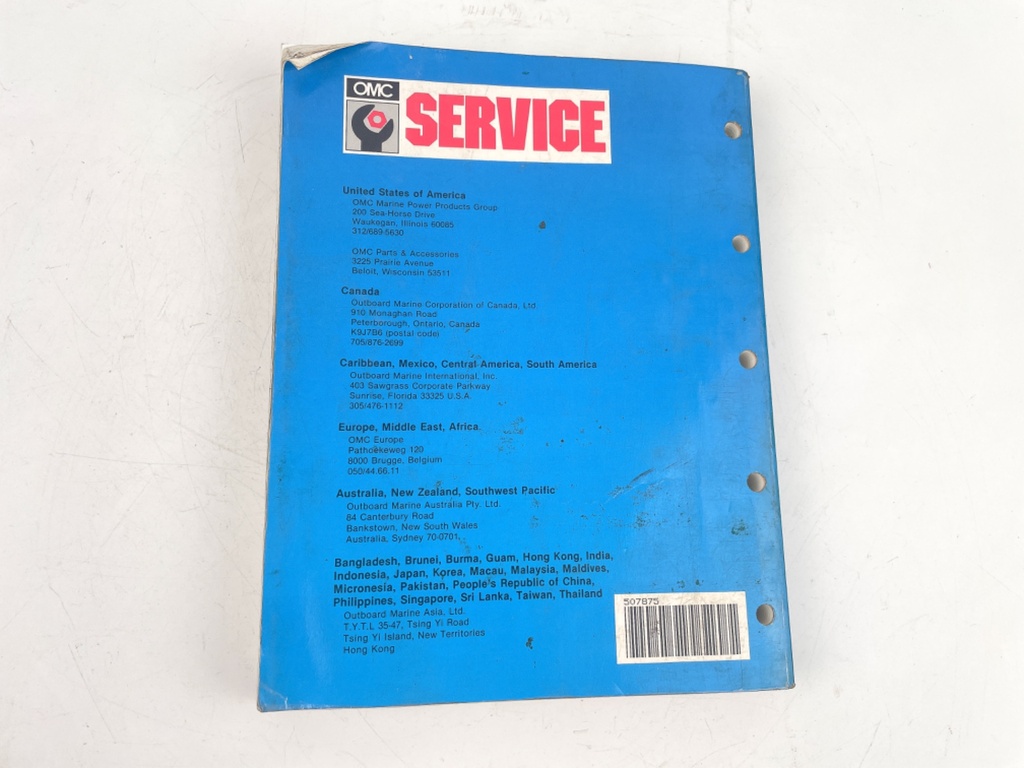 OMC
SERVICE
United States of America
OMC Marine Power Products Group
200 Sea-Horse Drive
Waukegan, Illinois 60085
312/689-5630
OMC Parts & Accessories
3225 Prairie Avenue
Beloit, Wisconsin 53511
Canada
Outboard Marine Corporation of Canada, Ltd.
910 Monaghan Road
Peterborough, Ontario, Canada
K9J7B6 (postal code)
705/876-2699
Caribbean, Mexico, Central America, South America
Outboard Marine International, Inc.
403 Sawgrass Corporate Parkway
Sunrise, Florida 33325 U.S.A.
305/476-1112
Europe, Middle East, Africa
OMC Europe
Pathoekeweg 120
8000 Brugge, Belgium
050/44.66.11
Australia, New Zealand, Southwest Pacific
Outboard Marine Australia Pty. Ltd.
84 Canterbury Road
Bankstown, New South Wales
Australia, Sydney 70-0701
Bangladesh, Brunei, Burma, Guam, Hong Kong, India,
Indonesia, Japan, Korea, Macau, Malaysia, Maldives,
Micronesia, Pakistan, People's Republic of China,
Philippines, Singapore, Sri Lanka, Taiwan, Thailand
Outboard Marine Asia, Ltd.
T.Y.T.L 35-47, Tsing Yi Road
Tsing Yi Island, New Territories
Hong Kong
507875